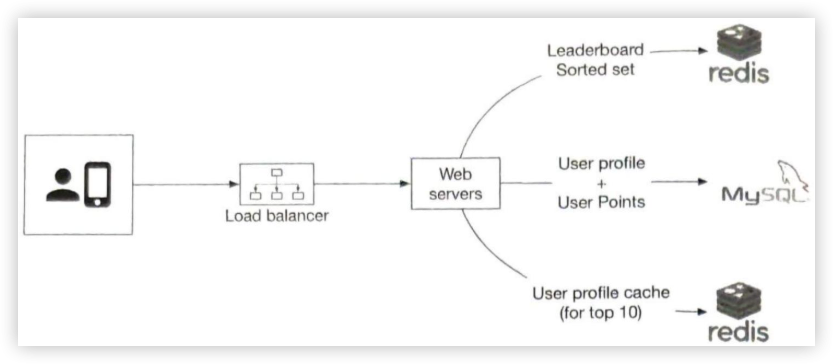 Leaderboard
Sorted set
redis
Load balancer
Web
servers
User profile
+
User Points
MySQL
User profile cache
(for top 10)
redis